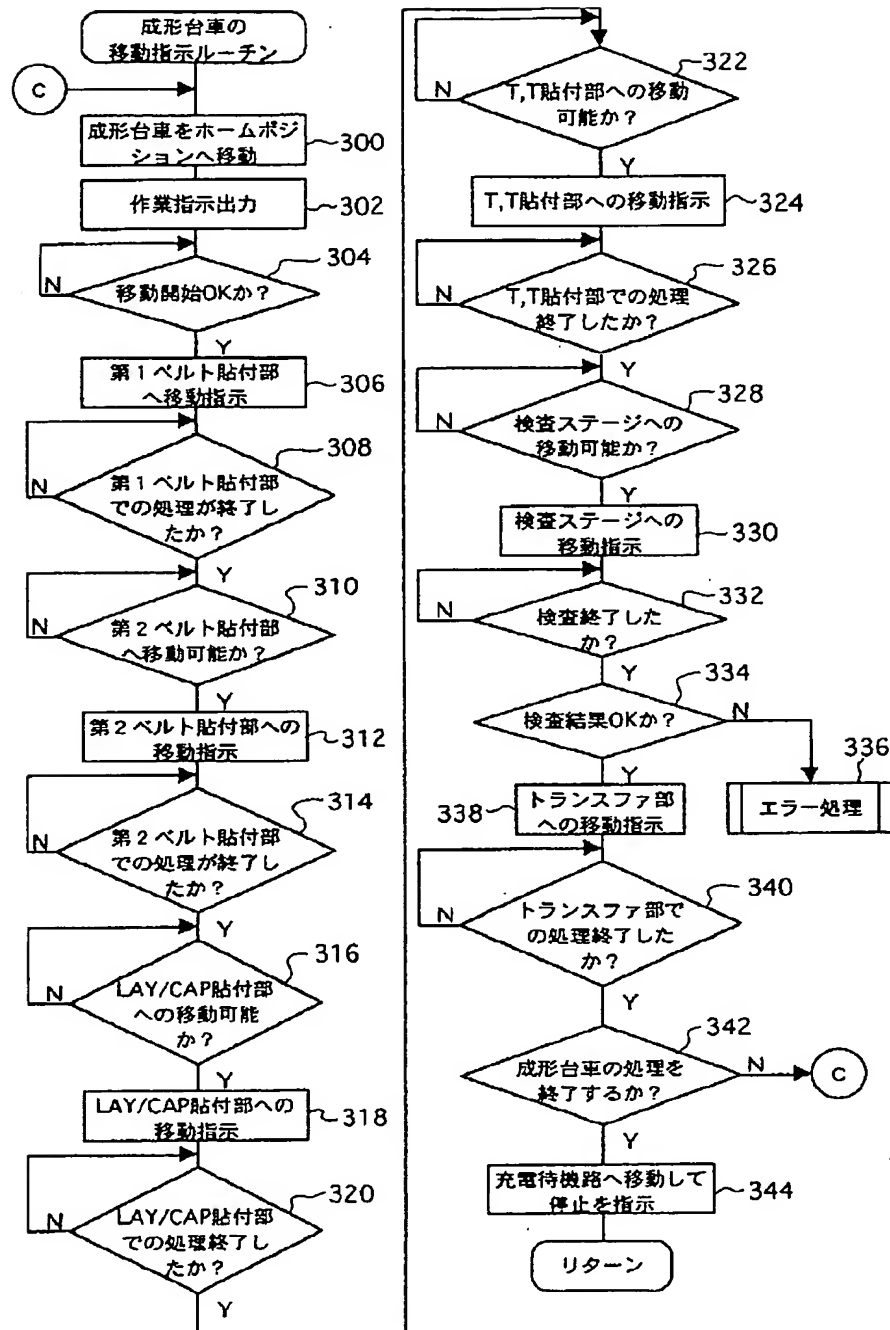 成形台車の
移動指示ルーチン
C
成形台車をホームポジ
ションへ移動
300
作業指示出力
302
304
N
移動開始OKか？
Y
第１ベルト貼付部
へ移動指示
306
308
N
第１ベルト貼付部
での処理が終了し
たか？
Y
310
N
第２ベルト貼付部
へ移動可能か？
Y
第２ベルト貼付部への
移動指示
312
314
N
第２ベルト貼付部
での処理が終了し
たか？
Y
316
N
LAY/CAP貼付部
への移動可能
か？
Y
LAY/CAP貼付部への
移動指示
318
320
N
LAY/CAP貼付部
での処理終了し
たか？
Y
322
N
T,T貼付部への移動
可能か？
Y
T,T貼付部への移動指示
324
326
N
T,T貼付部での処理
終了したか？
Y
328
N
検査ステージへの
移動可能か？
Y
検査ステージへの
移動指示
330
332
N
検査終了した
か？
Y
334
検査結果OKか？
N
336
エラー処理
Y
338
トランスファ部
への移動指示
340
N
トランスファ部で
の処理終了した
か？
Y
342
成形台車の処理を
終了するか？
N
C
Y
充電待機路へ移動して
停止を指示
344
リターン